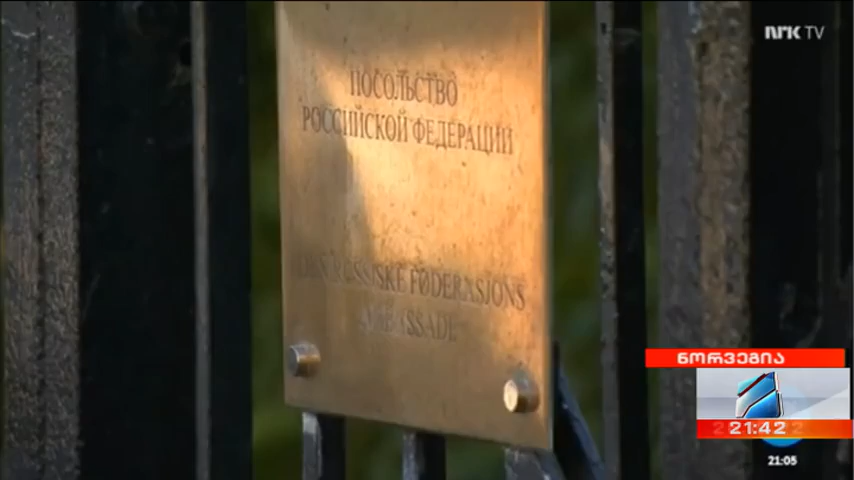 NRK TV
ПОСОЛЬСТВО
РОССИЙСКОЙ ФЕДЕРАЦИИ
DEN RUSSISKE FØDERASJONS
AMBASSADE
ნორვეგია
21:42
21:05